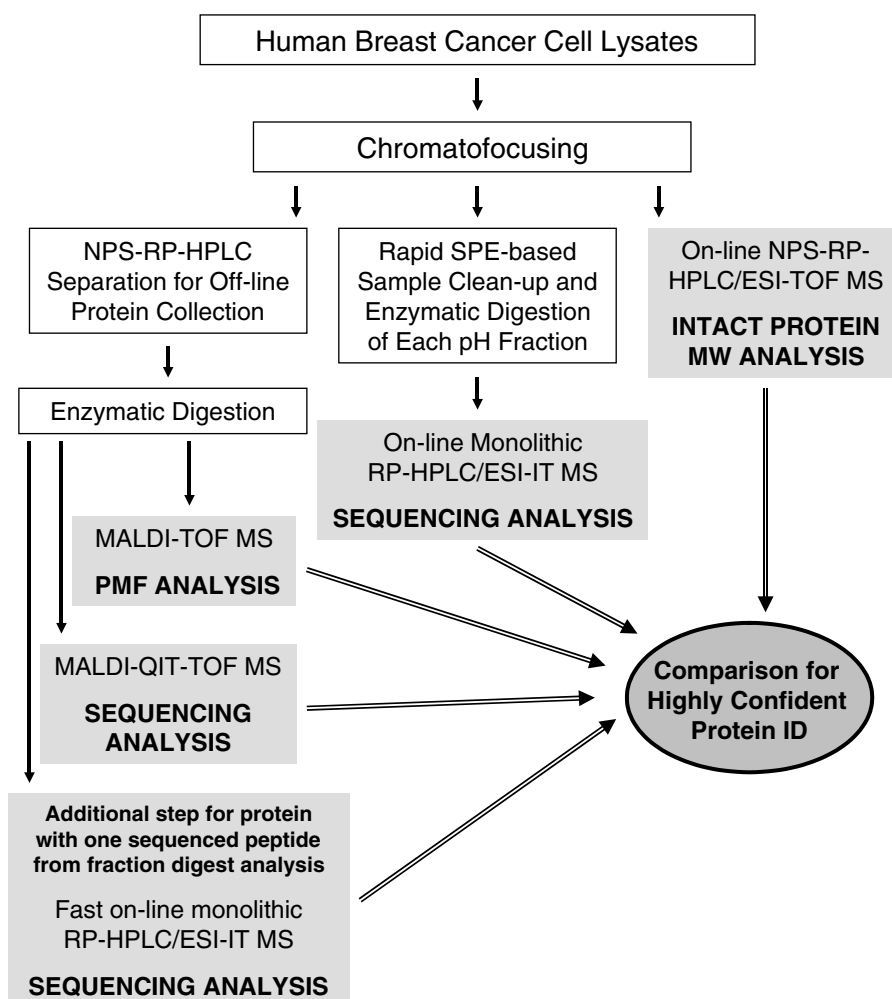 Human Breast Cancer Cell Lysates
Chromatofocusing
NPS-RP-HPLC
Separation for Off-line
Protein Collection
Rapid SPE-based
Sample Clean-up and
Enzymatic Digestion
of Each pH Fraction
On-line NPS-RP-
HPLC/ESI-TOF MS
INTACT PROTEIN
MW ANALYSIS
Enzymatic Digestion
On-line Monolithic
RP-HPLC/ESI-IT MS
SEQUENCING ANALYSIS
MALDI-TOF MS
PMF ANALYSIS
MALDI-QIT-TOF MS
SEQUENCING
ANALYSIS
Comparison for
Highly Confident
Protein ID
Additional step for protein
with one sequenced peptide
from fraction digest analysis
Fast on-line monolithic
RP-HPLC/ESI-IT MS
SEQUENCING ANALYSIS